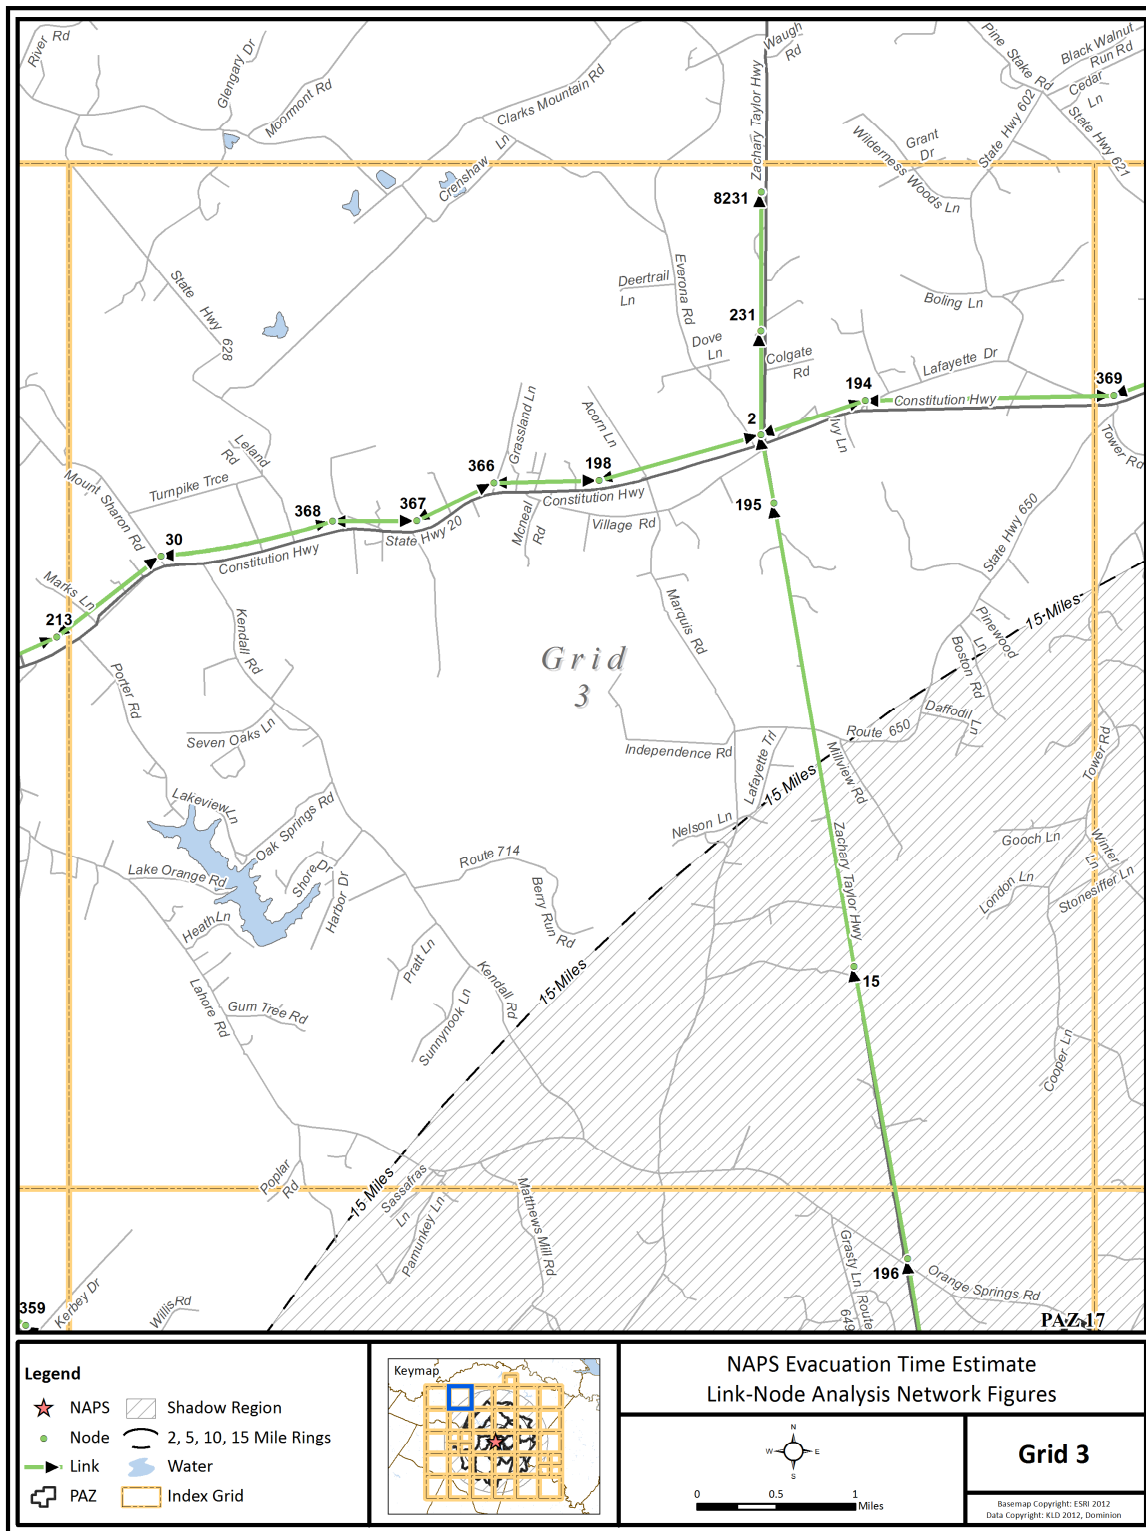 River Rd
Glengary Dr
Moormont Rd
Clarks Mountain Rd
Crenshaw Ln
Zachary Taylor Hwy
Waugh
Rd
Pine Stake Rd
Black Walnut
Run Rd
Cedar
Ln
State Hwy 602
State Hwy 621
Grant
Dr
Wilderness Woods Ln
8231
State Hwy 628
Deertrail
Ln
Everona Rd
Boling Ln
231
Dove
Ln
Colgate
Rd
Lafayette Dr
194
369
Constitution Hwy
2
Ivy Ln
Tower Rd
Grassland Ln
Acorn Ln
Leland
Rd
Turnpike Trce
Mount Sharon Rd
366
198
Constitution Hwy
368
367
State Hwy 20
Mcneal
Rd
Village Rd
195
State Hwy 650
30
Constitution Hwy
Marks Ln
213
Kendall Rd
Marquis Rd
15 Miles
Pinewood
Ln
Boston Rd
Grid
3
Porter Rd
Daffodil
Ln
Route 650
Seven Oaks Ln
Independence Rd
Lafayette Trl
Millview Rd
Tower Rd
15 Miles
Lakeview Ln
Oak Springs Rd
Nelson Ln
Zachary Taylor Hwy
Gooch Ln
Winter
Ln
Lake Orange Rd
Shore Dr
Harbor Dr
Route 714
Berry Run Rd
London Ln
Stonesiffer Ln
Heath Ln
Pratt Ln
Kendall Rd
15 Miles
15
Lahore Rd
Gum Tree Rd
Sunnynook Ln
Cooper Ln
Poplar
Rd
15 Miles
Sassafras
Ln
Pamunkey Ln
Matthews Mill Rd
Grasty Ln
Route
649
196
Orange Springs Rd
359
Kerbey Dr
Willis Rd
PAZ 17
Legend
NAPS
Shadow Region
Node
2, 5, 10, 15 Mile Rings
Link
Water
PAZ
Index Grid
Keymap
NAPS Evacuation Time Estimate
Link-Node Analysis Network Figures
N
W
E
S
0
0.5
1
Miles
Grid 3
Basemap Copyright: ESRI 2012
Data Copyright: KLD 2012, Dominion